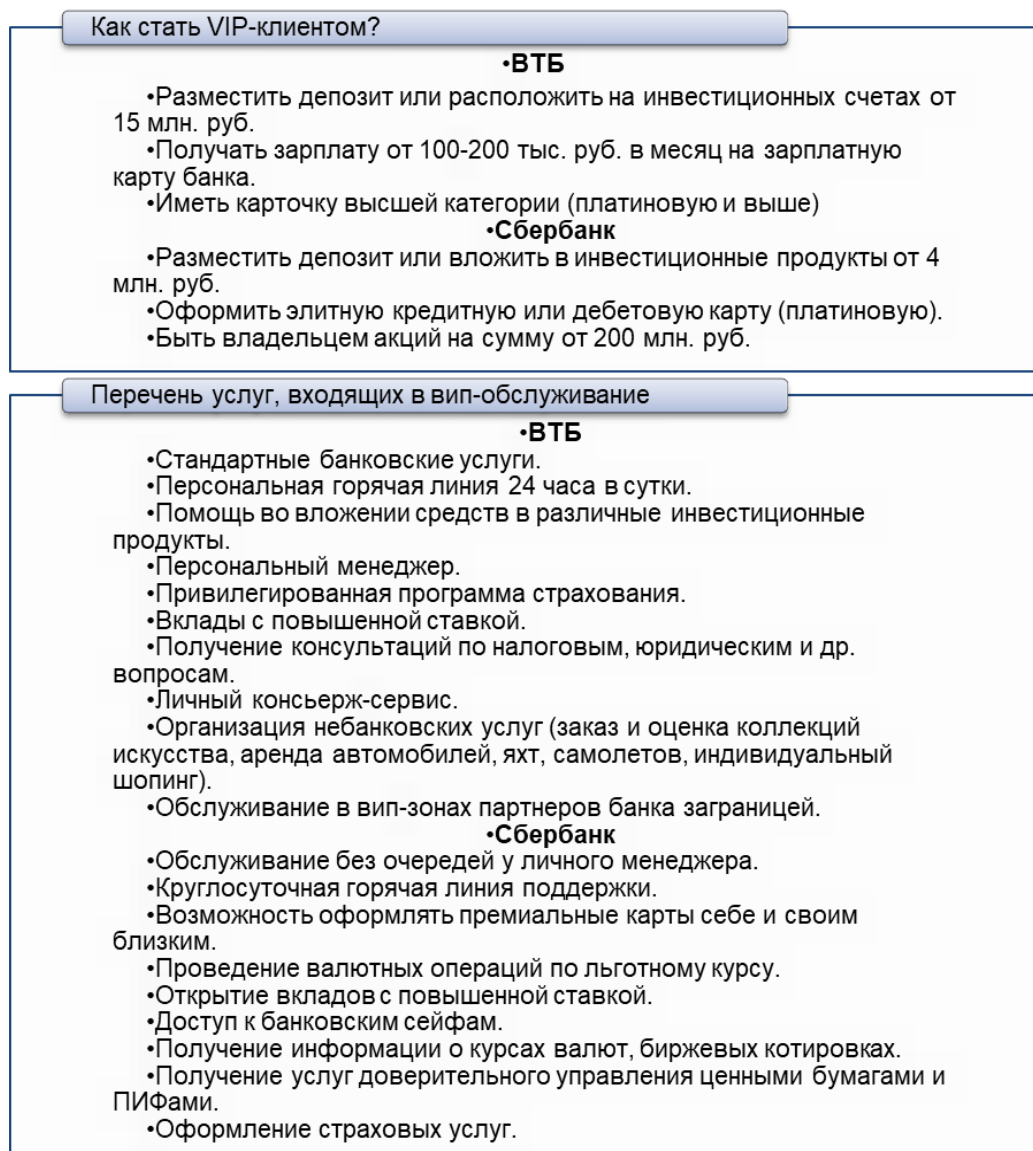 Как стать VIP-клиентом?
•ВТБ
•Разместить депозит или расположить на инвестиционных счетах от
15 млн. руб.
•Получать зарплату от 100-200 тыс. руб. в месяц на зарплатную
карту банка.
•Иметь карточку высшей категории (платиновую и выше)
•Сбербанк
•Разместить депозит или вложить в инвестиционные продукты от 4
млн. руб.
•Оформить элитную кредитную или дебетовую карту (платиновую).
•Быть владельцем акций на сумму от 200 млн. руб.
Перечень услуг, входящих в вип-обслуживание
•ВТБ
•Стандартные банковские услуги.
•Персональная горячая линия 24 часа в сутки.
•Помощь во вложении средств в различные инвестиционные
продукты.
•Персональный менеджер.
•Привилегированная программа страхования.
•Вклады с повышенной ставкой.
•Получение консультаций по налоговым, юридическим и др.
вопросам.
•Личный консьерж-сервис.
•Организация небанковских услуг (заказ и оценка коллекций
искусства, аренда автомобилей, яхт, самолетов, индивидуальный
шопинг).
•Обслуживание в вип-зонах партнеров банка заграницей.
•Сбербанк
•Обслуживание без очередей у личного менеджера.
•Круглосуточная горячая линия поддержки.
•Возможность оформлять премиальные карты себе и своим
близким.
•Проведение валютных операций по льготному курсу.
•Открытие вкладов с повышенной ставкой.
•Доступ к банковским сейфам.
•Получение информации о курсах валют, биржевых котировках.
•Получение услуг доверительного управления ценными бумагами и
ПИФами.
•Оформление страховых услуг.